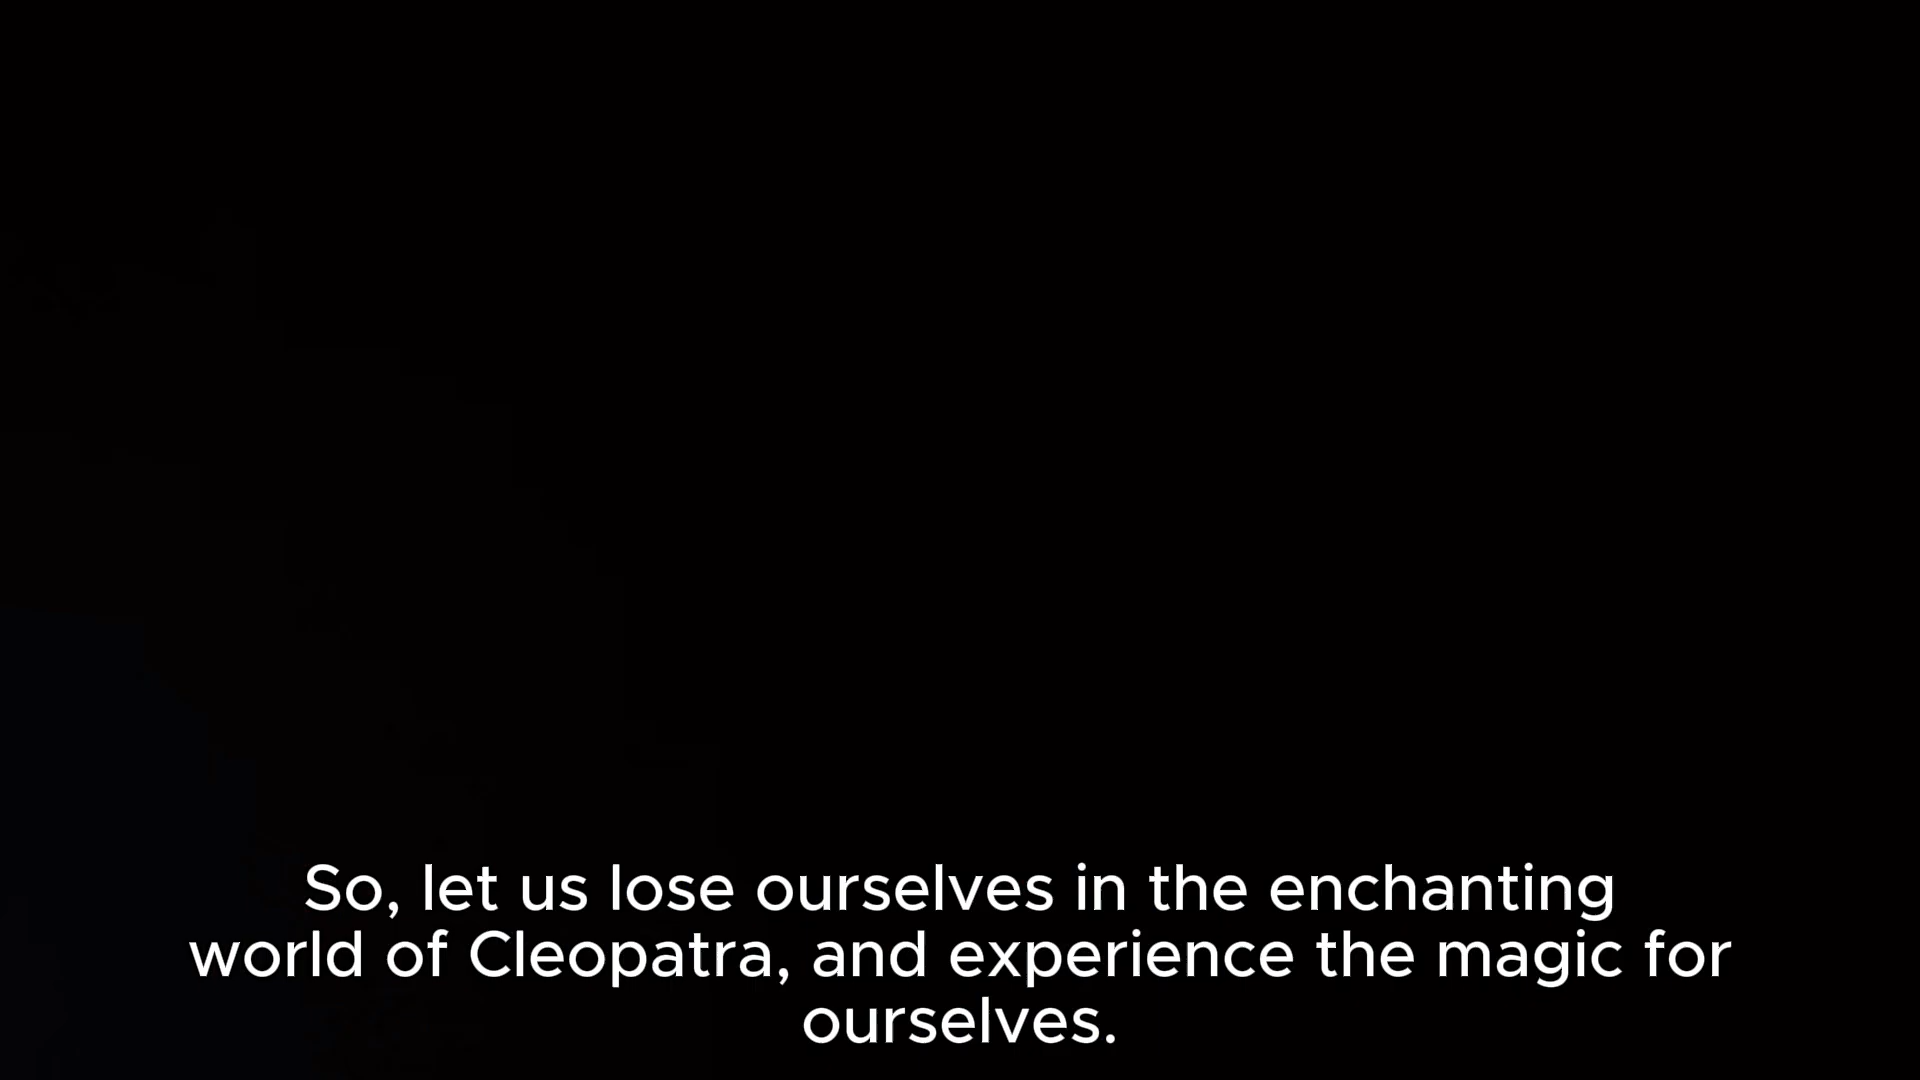 So, let us lose ourselves in the enchanting
world of Cleopatra, and experience the magic for
ourselves.